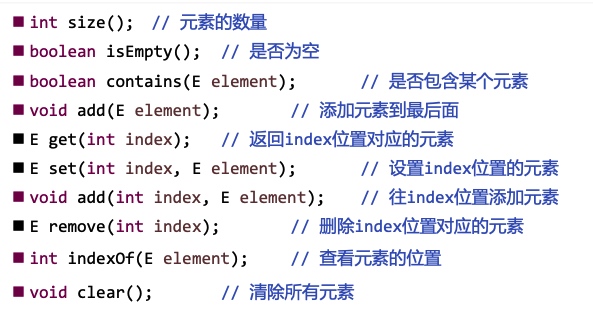 ■ int size(); // 元素的数量
■ boolean isEmpty(); // 是否为空
■ boolean contains(E element); // 是否包含某个元素
■ void add(E element); // 添加元素到最后面
■ E get(int index); // 返回index位置对应的元素
■ E set(int index, E element); // 设置index位置的元素
■ void add(int index, E element); // 往index位置添加元素
■ E remove(int index); // 删除index位置对应的元素
■ int indexOf(E element); // 查看元素的位置
■ void clear(); // 清除所有元素